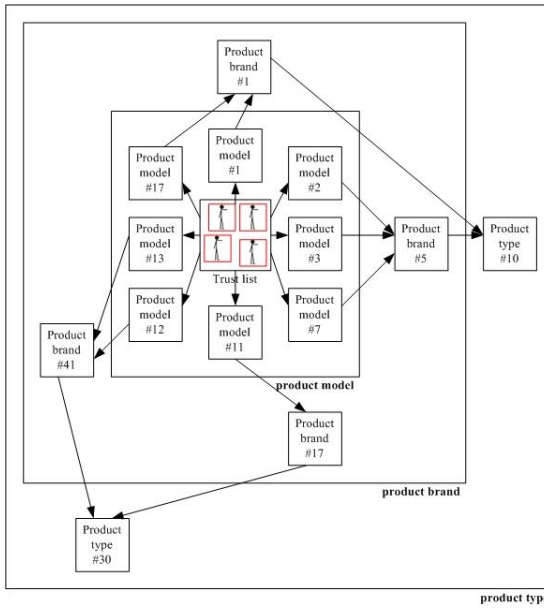 Product
brand
#1
Product
model
#17
Product
model
#1
Product
model
#2
Product
model
#13
Trust list
Product
model
#3
Product
brand
#5
Product
type
#10
Product
model
#12
Product
model
#11
Product
model
#7
Product
brand
#41
product model
Product
brand
#17
product brand
Product
type
#30
product type